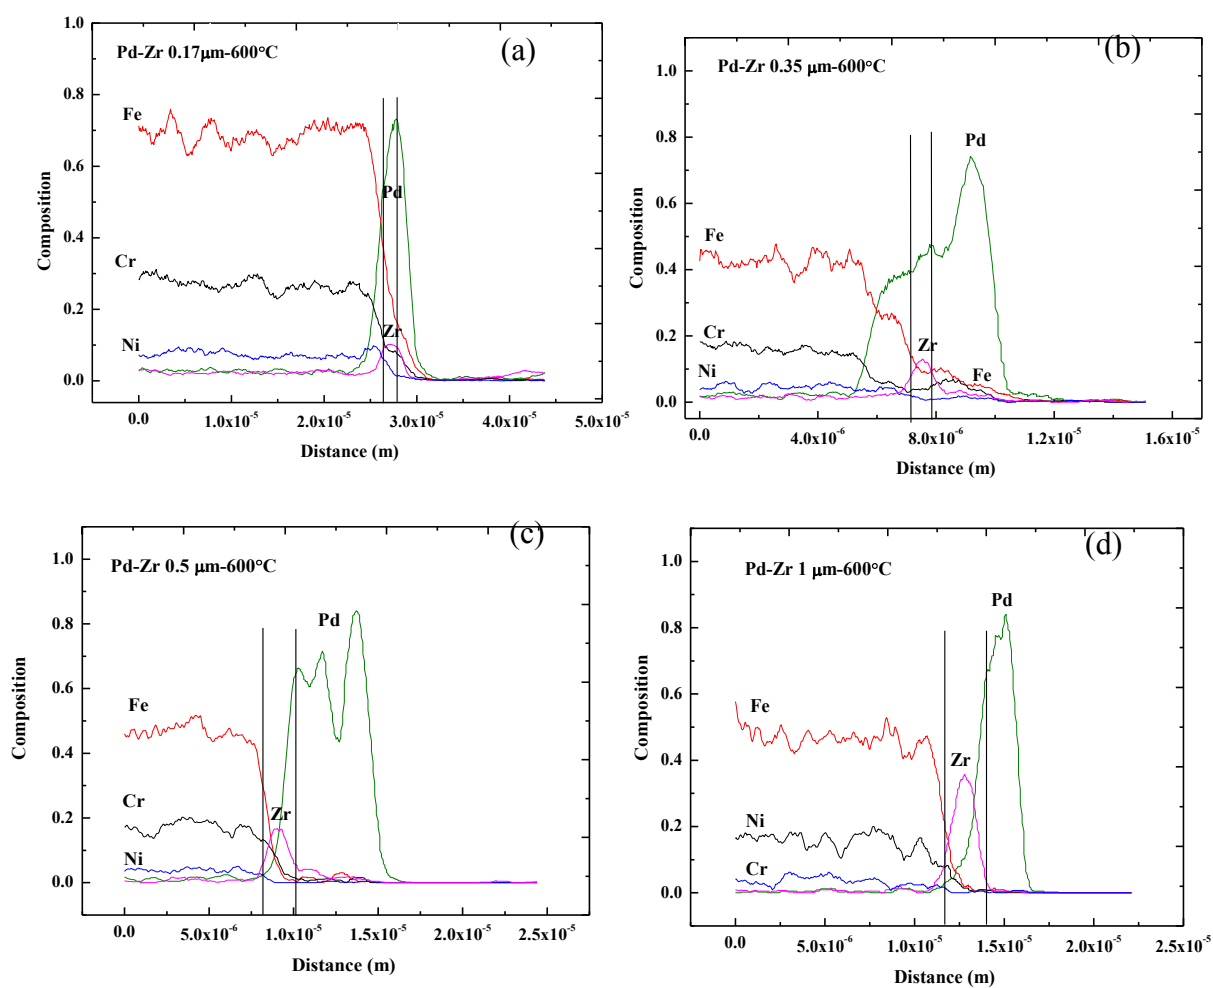 (a)
Pd-Zr 0.17μm-600°C
Composition
1.0
0.8
0.6
0.4
0.2
0.0
Fe
Cr
Ni
Pd
Zr
0.0 1.0x10⁻⁵ 2.0x10⁻⁵ 3.0x10⁻⁵ 4.0x10⁻⁵ 5.0x10⁻⁵
Distance (m)
(b)
Pd-Zr 0.35 μm-600°C
Composition
1.0
0.8
0.6
0.4
0.2
0.0
Pd
Fe
Cr
Ni
Zr
Fe
0.0 4.0x10⁻⁶ 8.0x10⁻⁶ 1.2x10⁻⁵ 1.6x10⁻⁵
Distance (m)
(c)
Pd-Zr 0.5 μm-600°C
Composition
1.0
0.8
0.6
0.4
0.2
0.0
Pd
Fe
Cr
Zr
Ni
0.0 5.0x10⁻⁶ 1.0x10⁻⁵ 1.5x10⁻⁵ 2.0x10⁻⁵ 2.5x10⁻⁵
Distance (m)
(d)
Pd-Zr 1 μm-600°C
Composition
1.0
0.8
0.6
0.4
0.2
0.0
Pd
Fe
Zr
Ni
Cr
0.0 5.0x10⁻⁶ 1.0x10⁻⁵ 1.5x10⁻⁵ 2.0x10⁻⁵ 2.5x10⁻⁵
Distance (m)